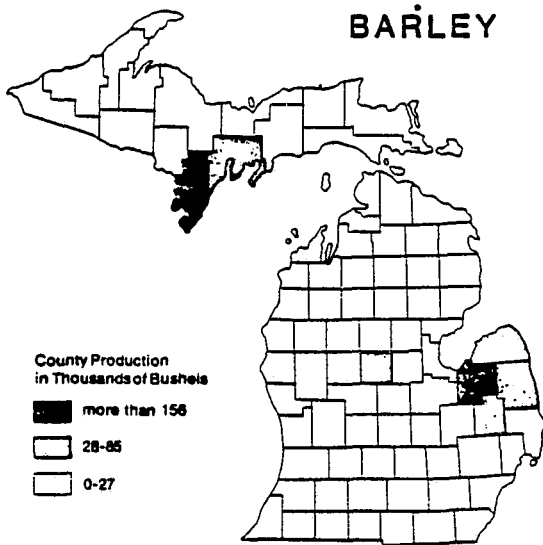 BARLEY
County Production
in Thousands of Bushels
more than 156
28-85
0-27